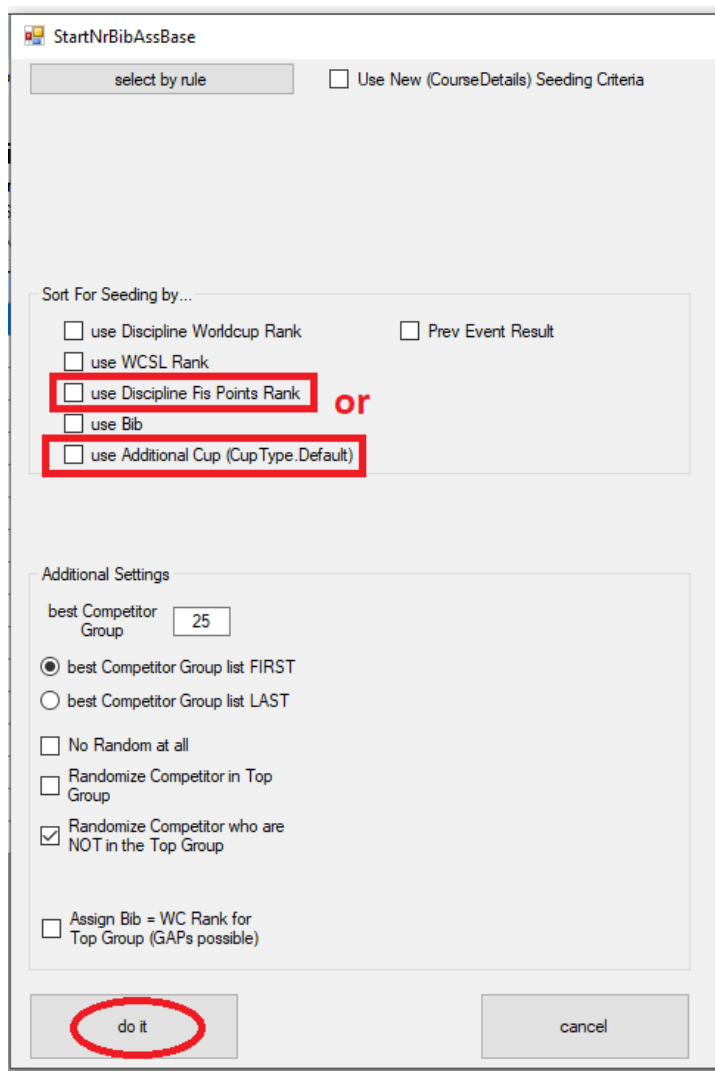 StartNrBibAssBase
select by rule
Use New (CourseDetails) Seeding Criteria
Sort For Seeding by...
use Discipline Worldcup Rank
Prev Event Result
use WCSL Rank
use Discipline Fis Points Rank
or
use Bib
use Additional Cup (CupType.Default)
Additional Settings
best Competitor
Group
25
best Competitor Group list FIRST
best Competitor Group list LAST
No Random at all
Randomize Competitor in Top
Group
Randomize Competitor who are
NOT in the Top Group
Assign Bib = WC Rank for
Top Group (GAPs possible)
do it
cancel